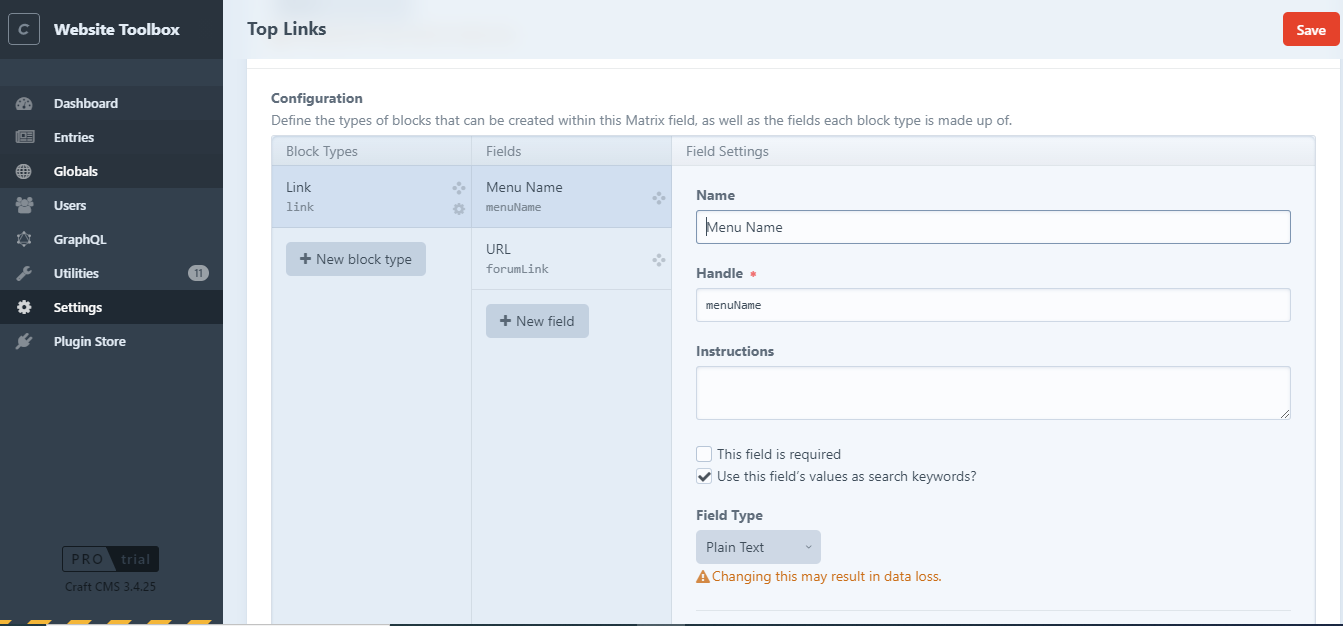 C
Website Toolbox
Top Links
Save
Dashboard
Entries
Globals
Users
GraphQL
Utilities
11
Settings
Plugin Store
PRO trial
Craft CMS 3.4.25
Configuration
Define the types of blocks that can be created within this Matrix field, as well as the fields each block type is made up of.
Block Types
Link
link
+ New block type
Fields
Menu Name
menuName
URL
forumLink
+ New field
Field Settings
Name
Menu Name
Handle *
menuName
Instructions
This field is required
Use this field's values as search keywords?
Field Type
Plain Text
Changing this may result in data loss.